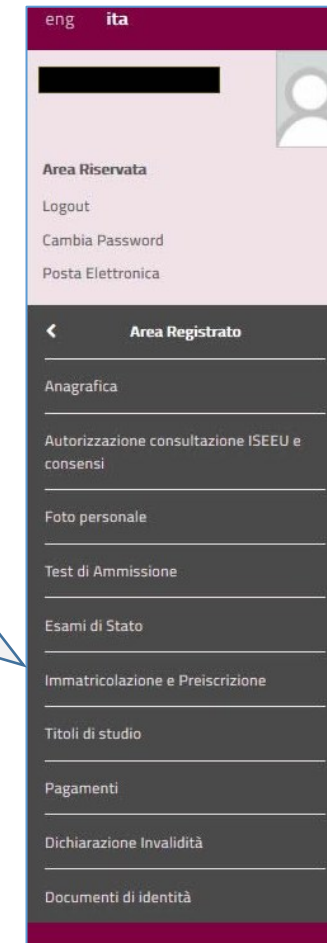 eng ita
Area Riservata
Logout
Cambia Password
Posta Elettronica
Area Registrato
Anagrafica
Autorizzazione consultazione ISEEU e
consensi
Foto personale
Test di Ammissione
Esami di Stato
Immatricolazione e Preiscrizione
Titoli di studio
Pagamenti
Dichiarazione Invalidità
Documenti di identità